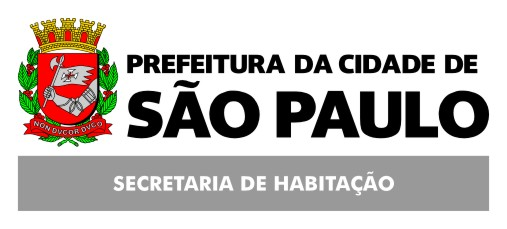 PREFEITURA DA CIDADE DE
SÃO PAULO
NON DVCOR DVCO
SECRETARIA DE HABITAÇÃO